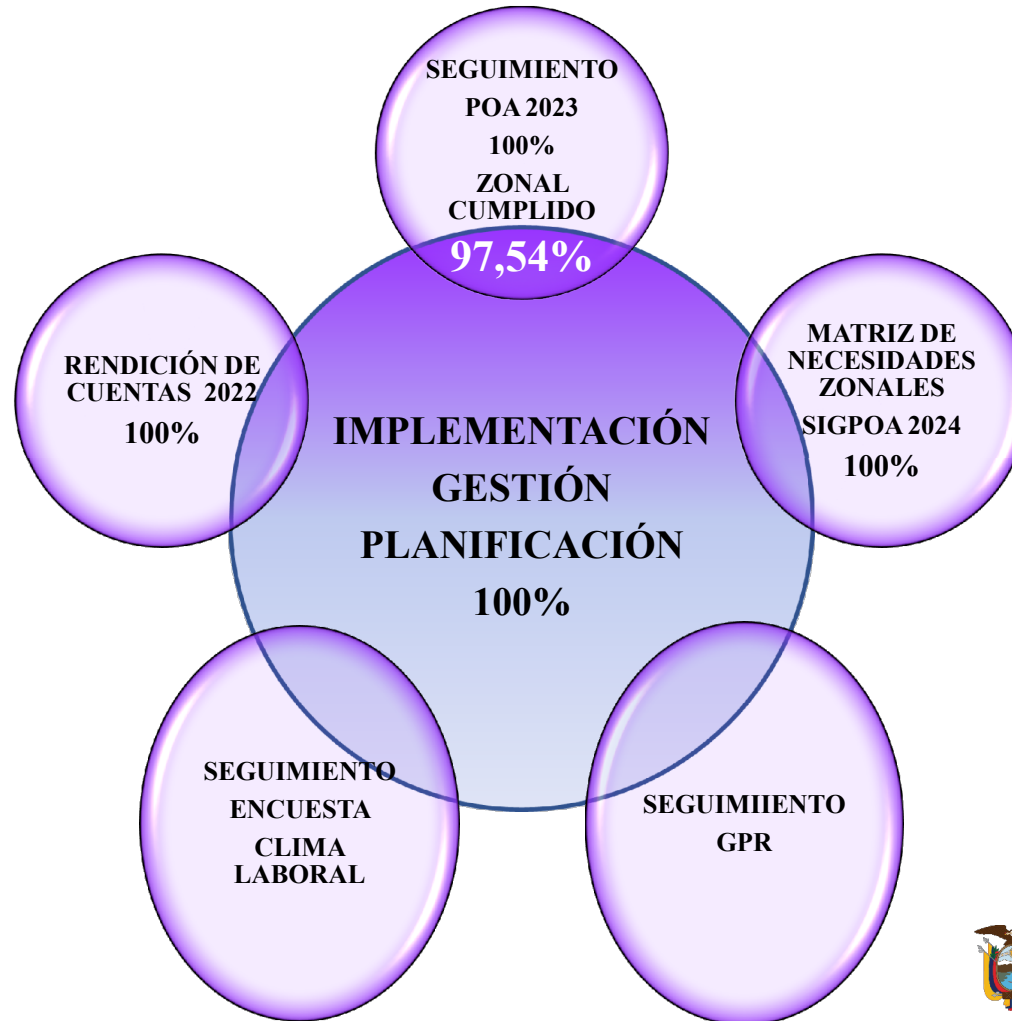 SEGUIMIENTO
POA 2023
100%
ZONAL
CUMPLIDO
97,54%
RENDICIÓN DE
CUENTAS 2022
100%
MATRIZ DE
NECESIDADES
ZONALES
SIGPOA 2024
100%
IMPLEMENTACIÓN
GESTIÓN
PLANIFICACIÓN
100%
SEGUIMIENTO
ENCUESTA
CLIMA
LABORAL
SEGUIMIIENTO
GPR